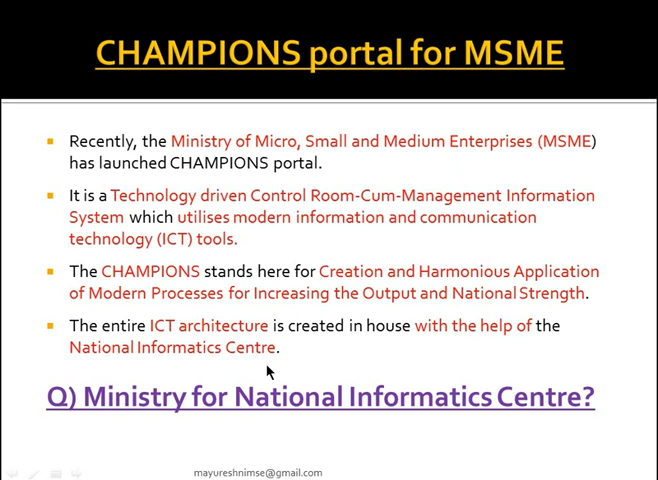 CHAMPIONS portal for MSME
Recently, the Ministry of Micro, Small and Medium Enterprises (MSME)
has launched CHAMPIONS portal.
It is a Technology driven Control Room-Cum-Management Information
System which utilises modern information and communication
technology (ICT) tools.
The CHAMPIONS stands here for Creation and Harmonious Application
of Modern Processes for Increasing the Output and National Strength.
The entire ICT architecture is created in house with the help of the
National Informatics Centre.
Q) Ministry for National Informatics Centre?
mayureshnimse@gmail.com